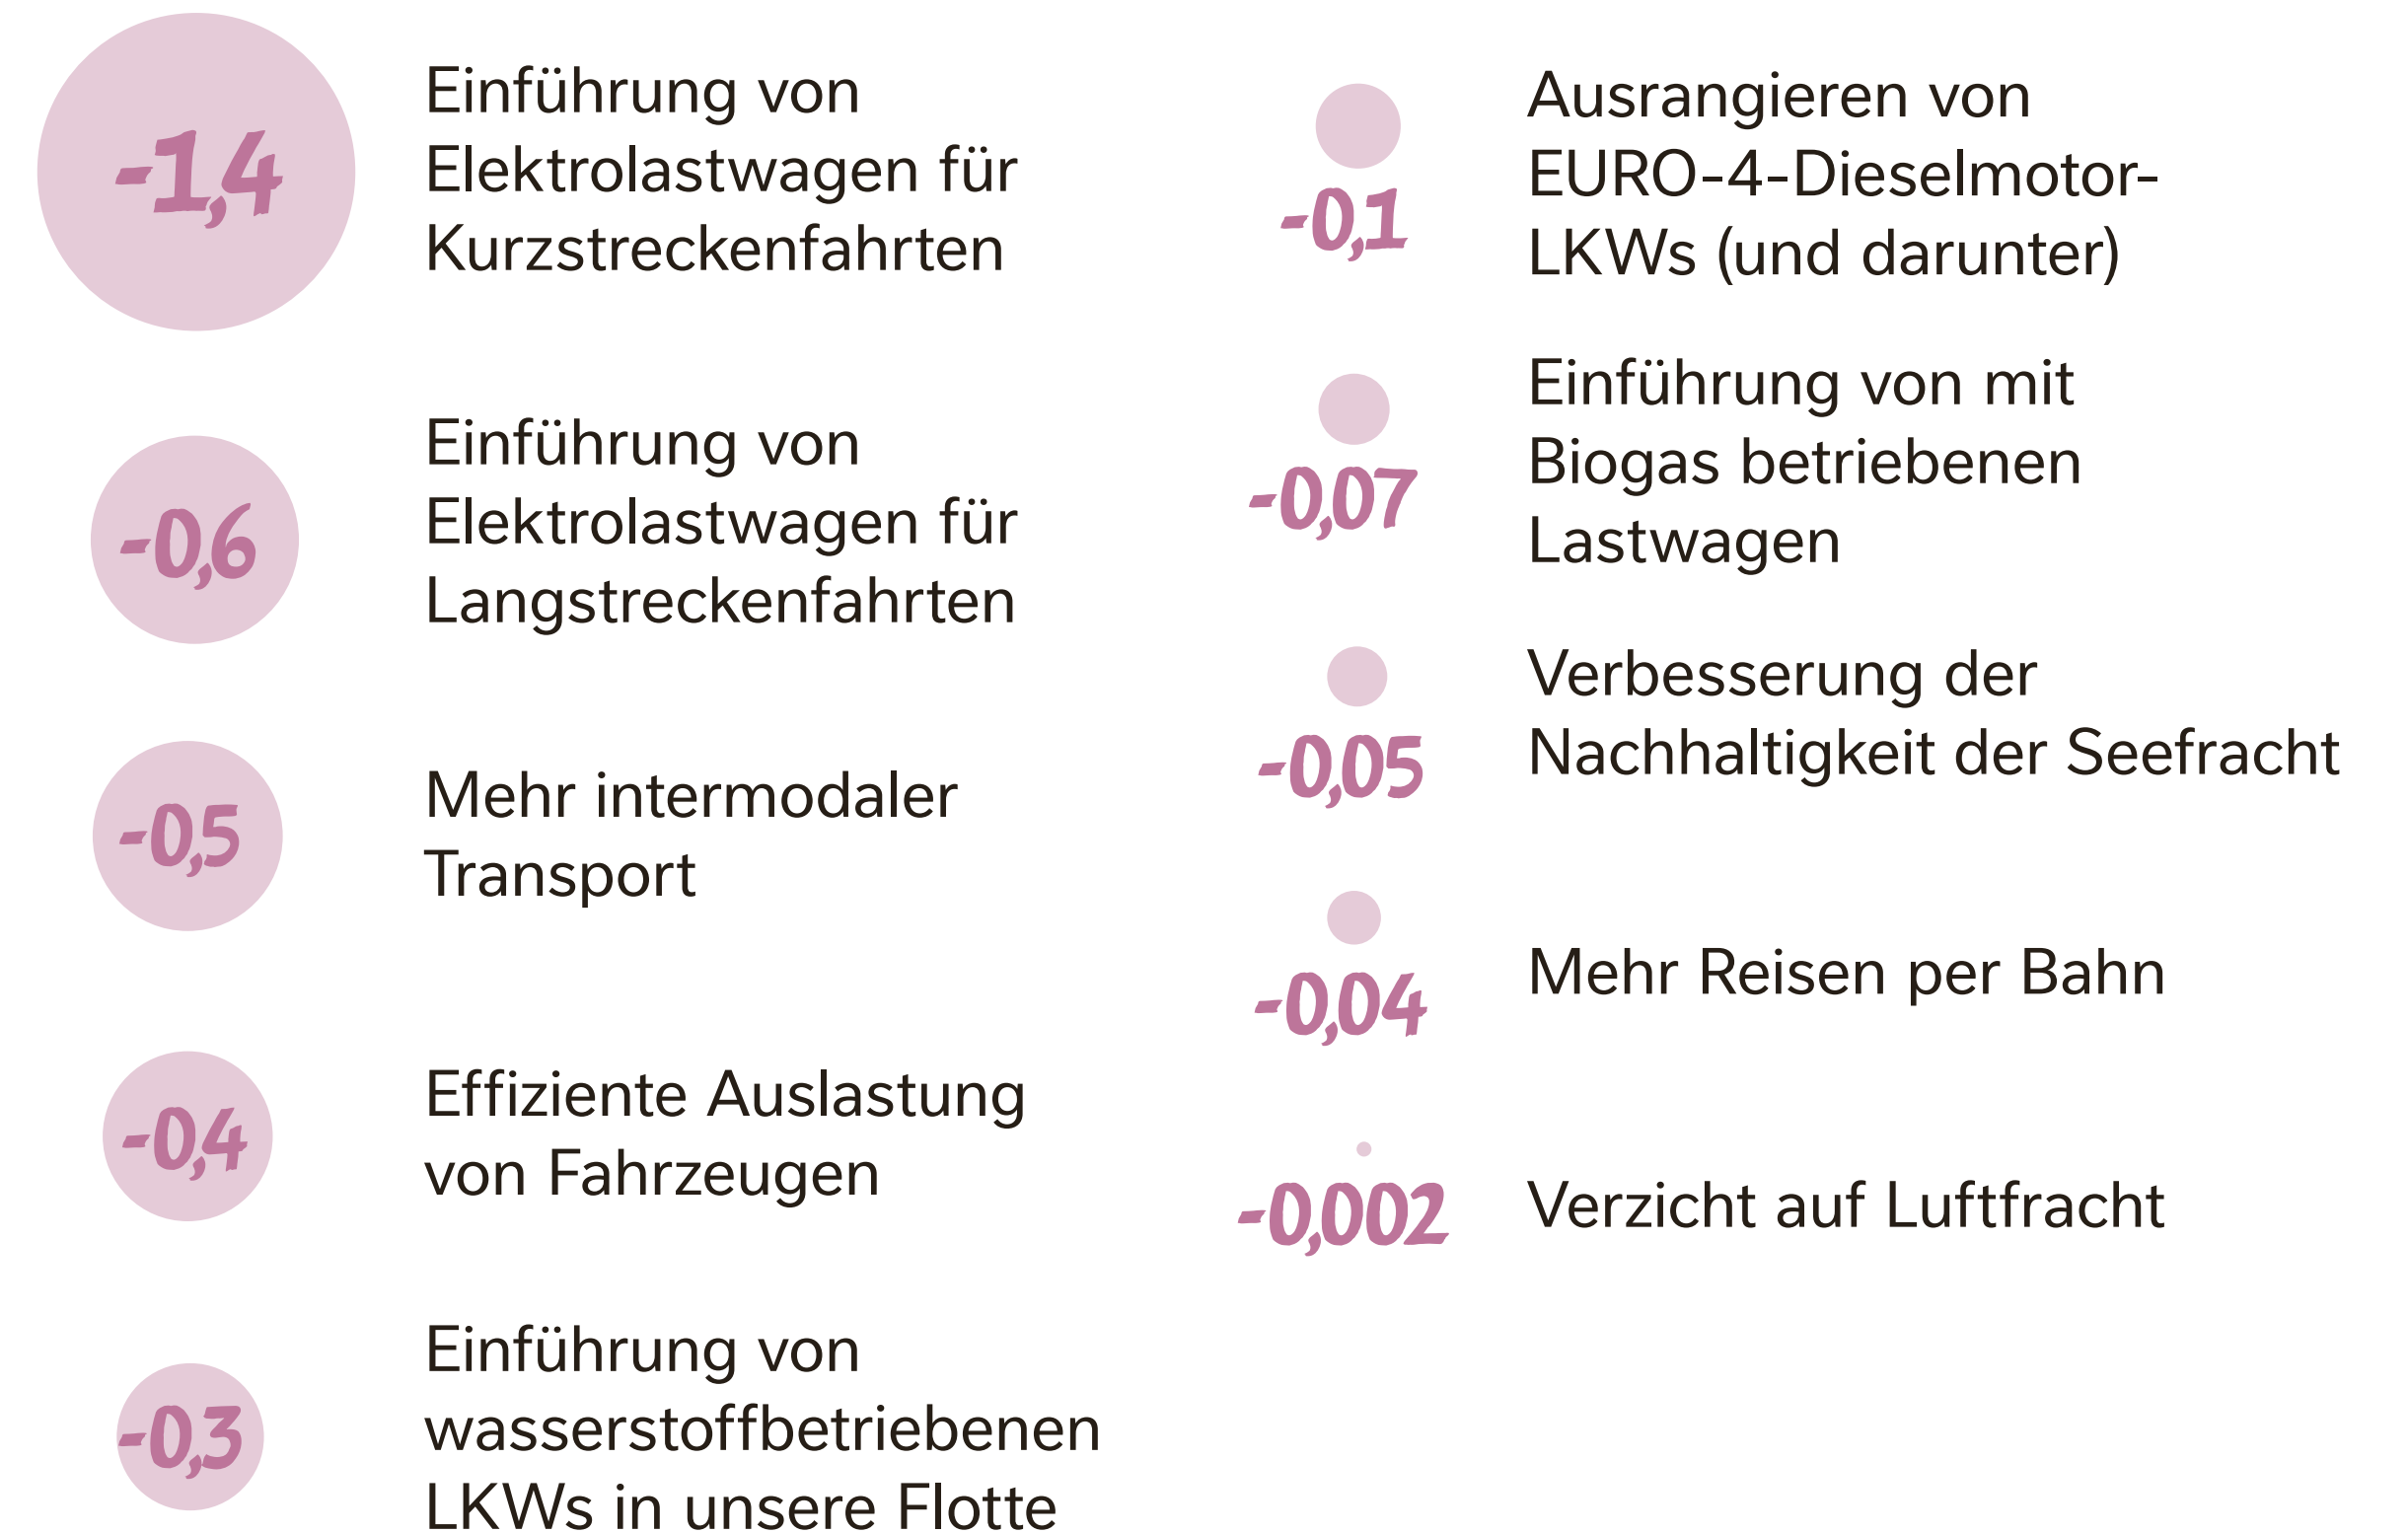 -1,4
Einführung von
Elektrolastwagen für
Kurzstreckenfahrten
-0,6
Einführung von
Elektrolastwagen für
Langstreckenfahrten
-0,5
Mehr intermodaler
Transport
-0,4
Effiziente Auslastung
von Fahrzeugen
-0,3
Einführung von
wasserstoffbetriebenen
LKWs in unsere Flotte
-0,1
Ausrangieren von
EURO-4-Dieselmotor-
LKWs (und darunter)
-0,07
Einführung von mit
Biogas betriebenen
Lastwagen
-0,05
Verbesserung der
Nachhaltigkeit der Seefracht
-0,04
Mehr Reisen per Bahn
-0,002
Verzicht auf Luftfracht